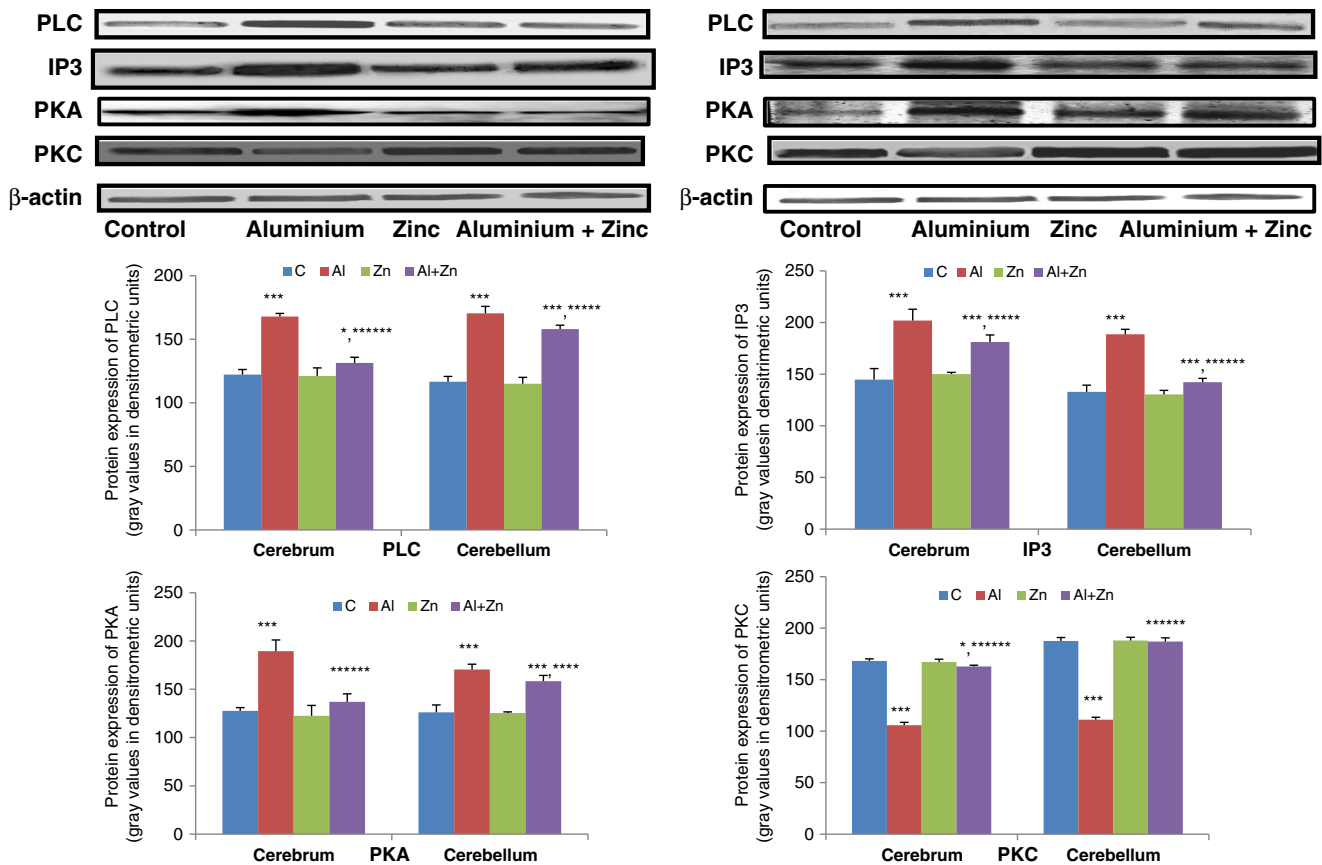 PLC
IP3
PKA
PKC
β-actin
Control Aluminium Zinc Aluminium + Zinc
PLC
IP3
PKA
PKC
β-actin
Control Aluminium Zinc Aluminium + Zinc
Protein expression of PLC
(gray values in densitrometric units)
200
150
100
50
0
C Al Zn Al+Zn
***
*,******
***
***,*****
Cerebrum PLC Cerebellum
Protein expression of IP3
(gray valuesin densitrimetric units)
250
200
150
100
50
0
C Al Zn Al+Zn
***
***,*****
***
***,******
Cerebrum IP3 Cerebellum
Protein expression of PKA
(gray values in densitrometric units)
250
200
150
100
50
0
C Al Zn Al+Zn
***
******
***
***,****
Cerebrum PKA Cerebellum
Protein expression of PKC
(gray values in densitrometric units)
250
200
150
100
50
0
C Al Zn Al+Zn
***
*,******
***
******
Cerebrum PKC Cerebellum